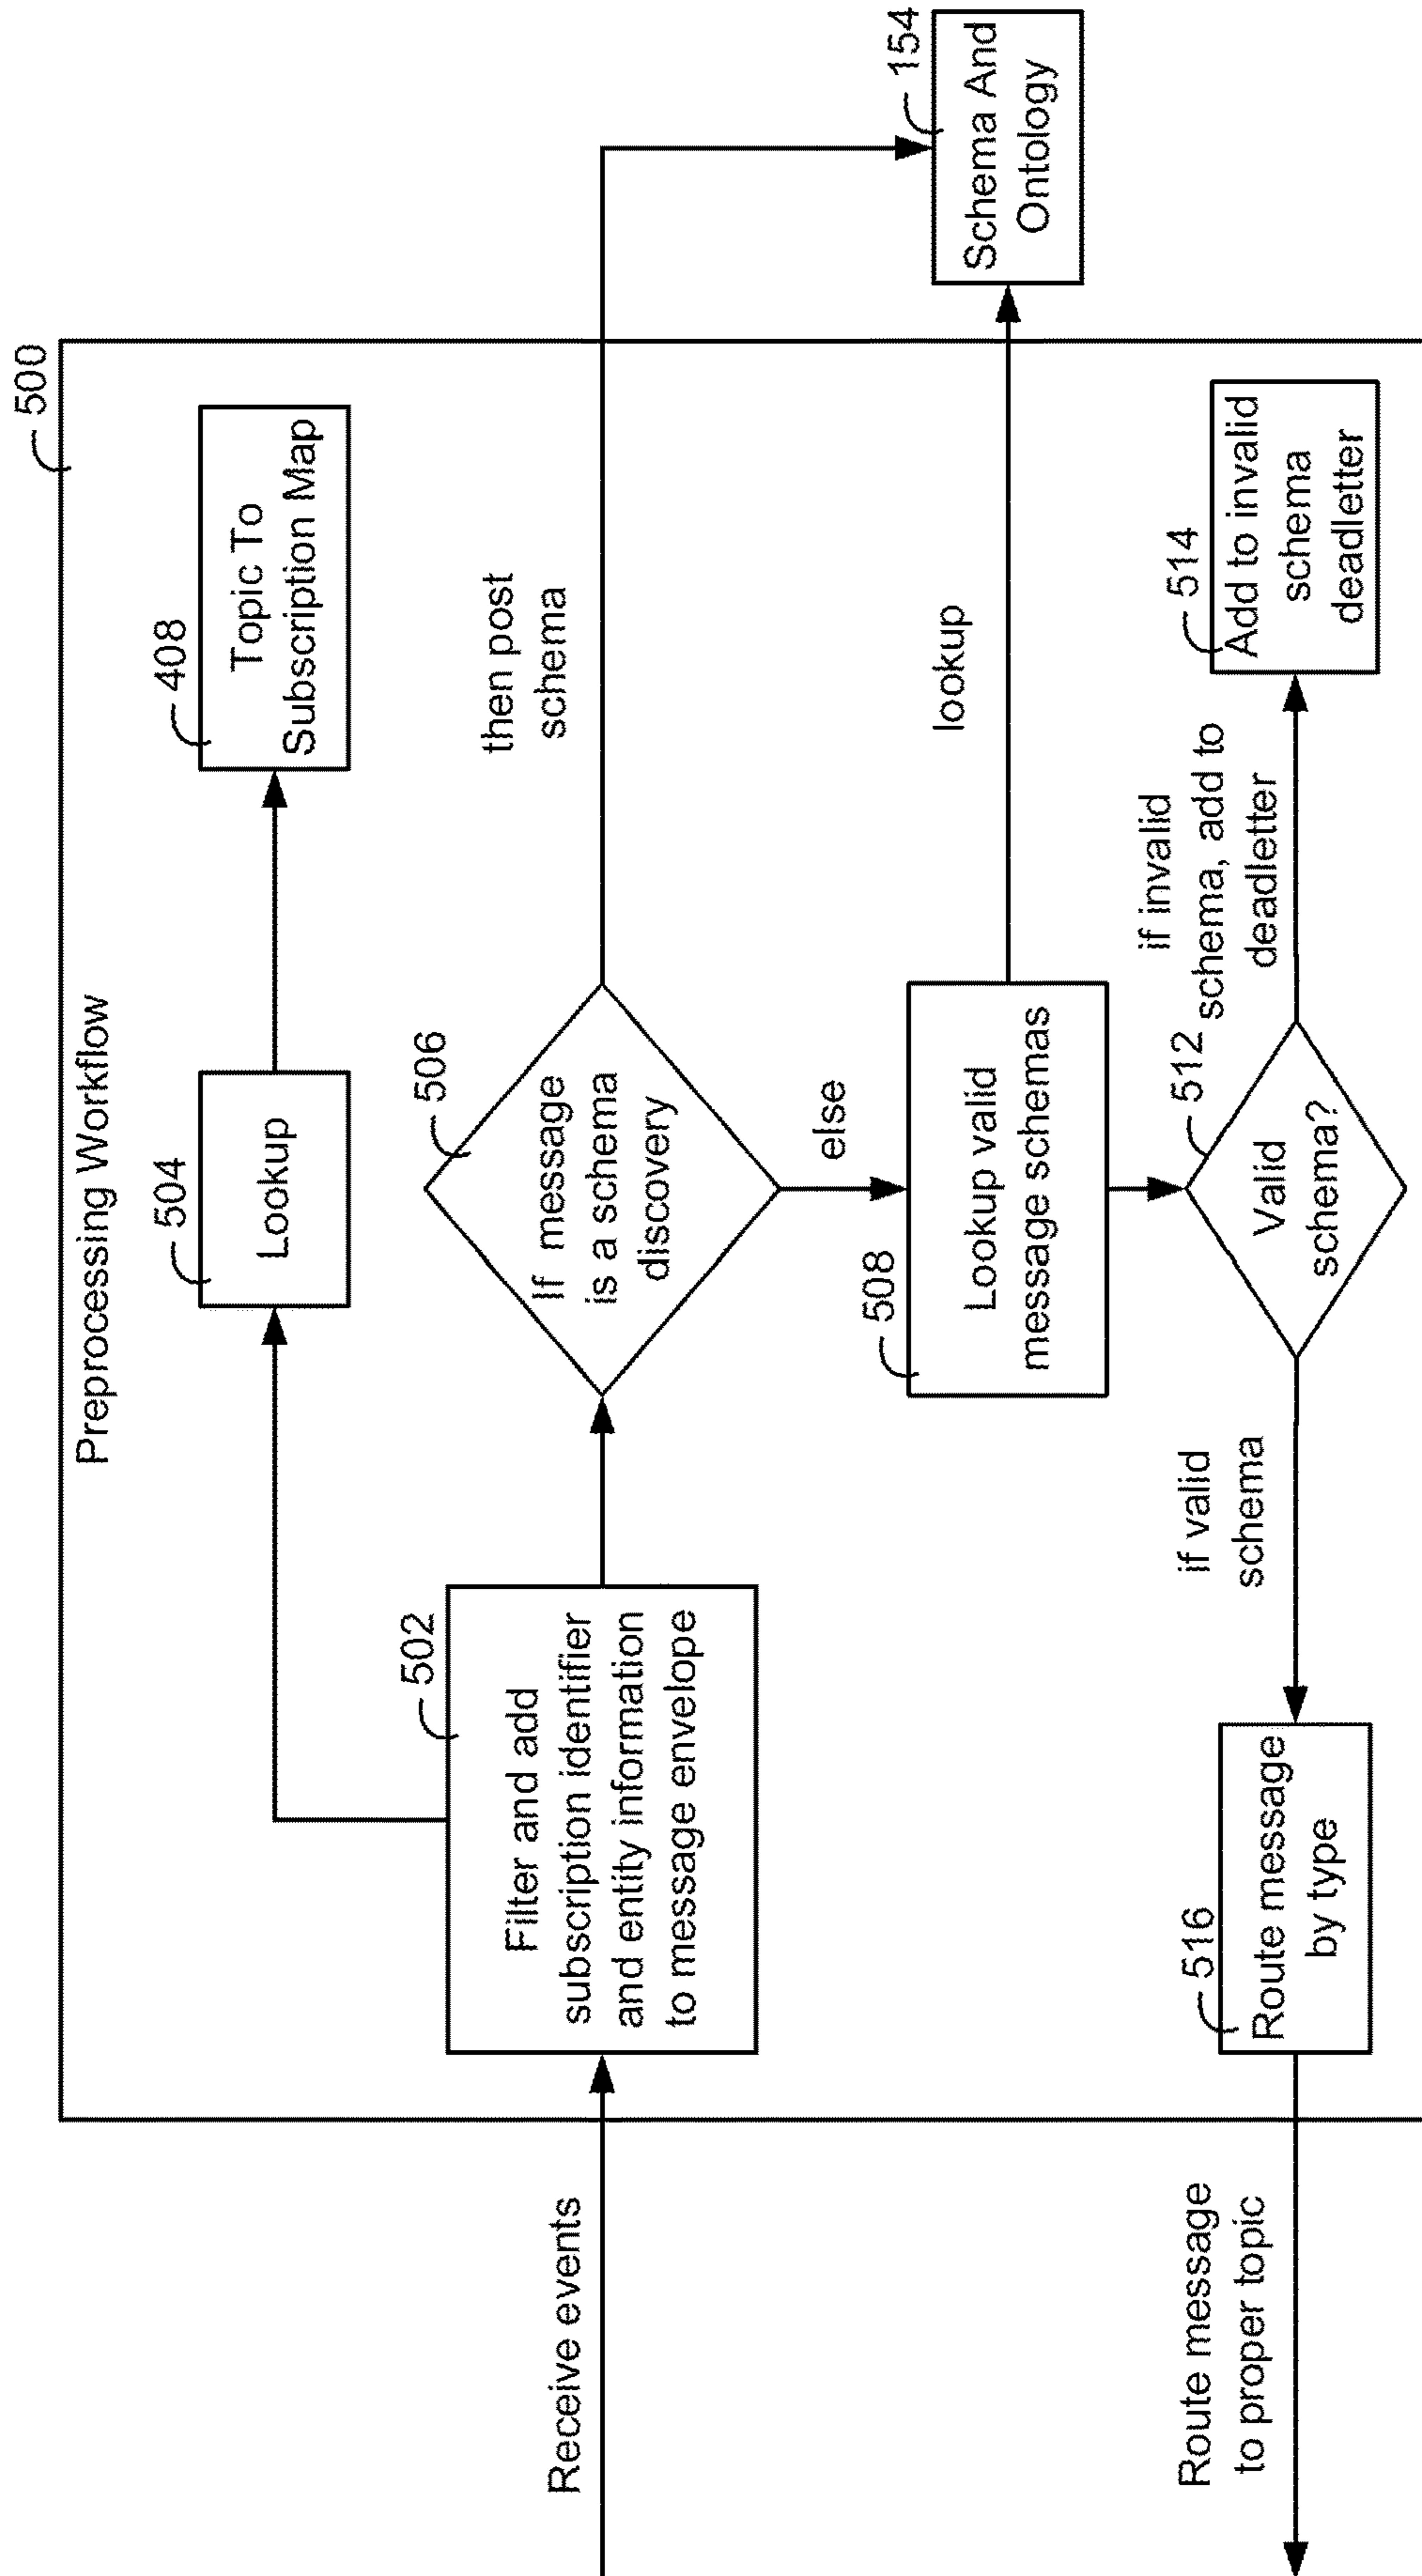 500
Preprocessing Workflow
504
Lookup
408
Topic To
Subscription Map
Receive events
502
Filter and add
subscription identifier
and entity information
to message envelope
506
If message
is a schema
discovery
then post
schema
154
Schema And
Ontology
else
508
Lookup valid
message schemas
lookup
Route message
to proper topic
516
Route message
by type
if valid
schema
512
Valid
schema?
if invalid
schema, add to
deadletter
514
Add to invalid
schema
deadletter